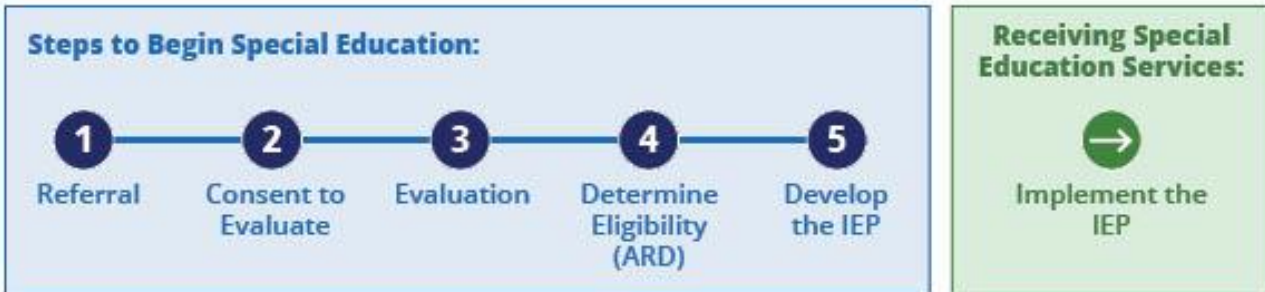 Steps to Begin Special Education:
1
2
3
4
5
Referral
Consent to
Evaluate
Evaluation
Determine
Eligibility
(ARD)
Develop
the IEP
Receiving Special
Education Services:
→
Implement the
IEP